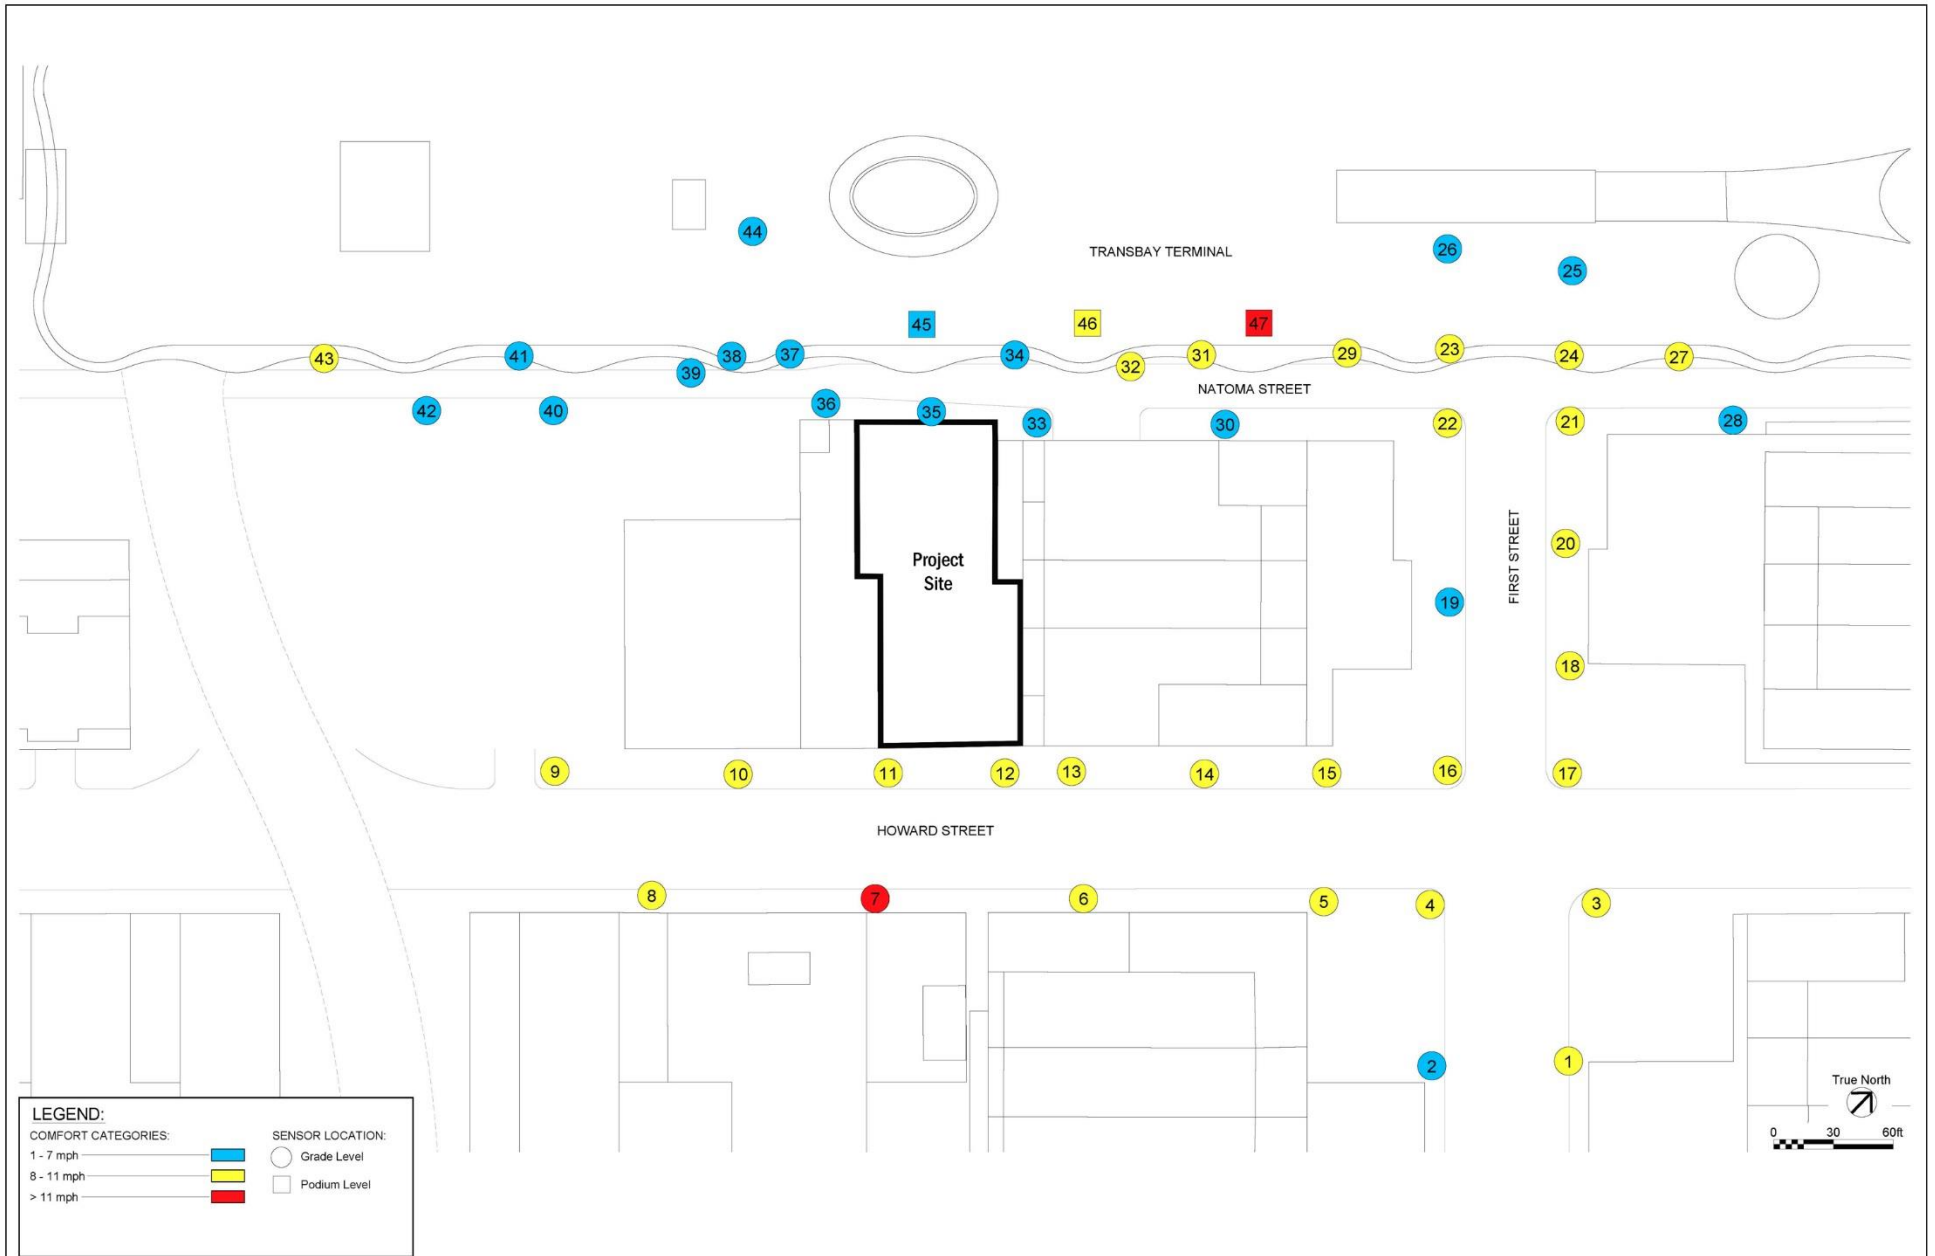 44
26
25
TRANSBAY TERMINAL
45
46
47
43
41
38
37
39
34
32
31
29
23
24
27
NATOMA STREET
42
40
36
35
33
30
22
21
28
Project
Site
FIRST STREET
20
19
18
9
10
11
12
13
14
15
16
17
HOWARD STREET
8
7
6
5
4
3
2
1
True North
0 30 60ft
LEGEND:
COMFORT CATEGORIES:
1 - 7 mph
8 - 11 mph
> 11 mph
SENSOR LOCATION:
Grade Level
Podium Level